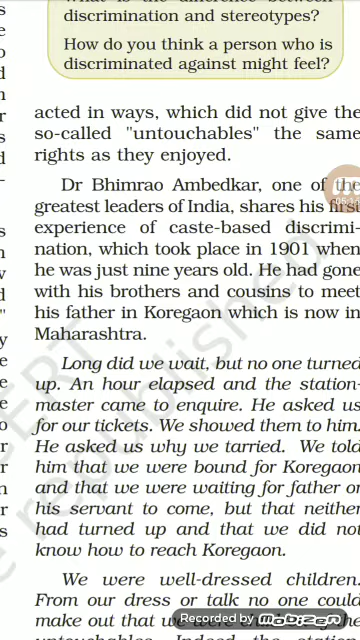 discrimination and stereotypes?
How do you think a person who is
discriminated against might feel?
acted in ways, which did not give the
so-called "untouchables" the same
rights as they enjoyed.
Dr Bhimrao Ambedkar, one of the
greatest leaders of India, shares his first
experience of caste-based discrimi-
nation, which took place in 1901 when
he was just nine years old. He had gone
with his brothers and cousins to meet
his father in Koregaon which is now in
Maharashtra.
Long did we wait, but no one turned
up. An hour elapsed and the station-
master came to enquire. He asked us
for our tickets. We showed them to him.
He asked us why we tarried. We told
him that we were bound for Koregaon
and that we were waiting for father or
his servant to come, but that neither
had turned up and that we did not
know how to reach Koregaon.
We were well-dressed children.
From our dress or talk no one could
make out that we were
Recorded by mobizen